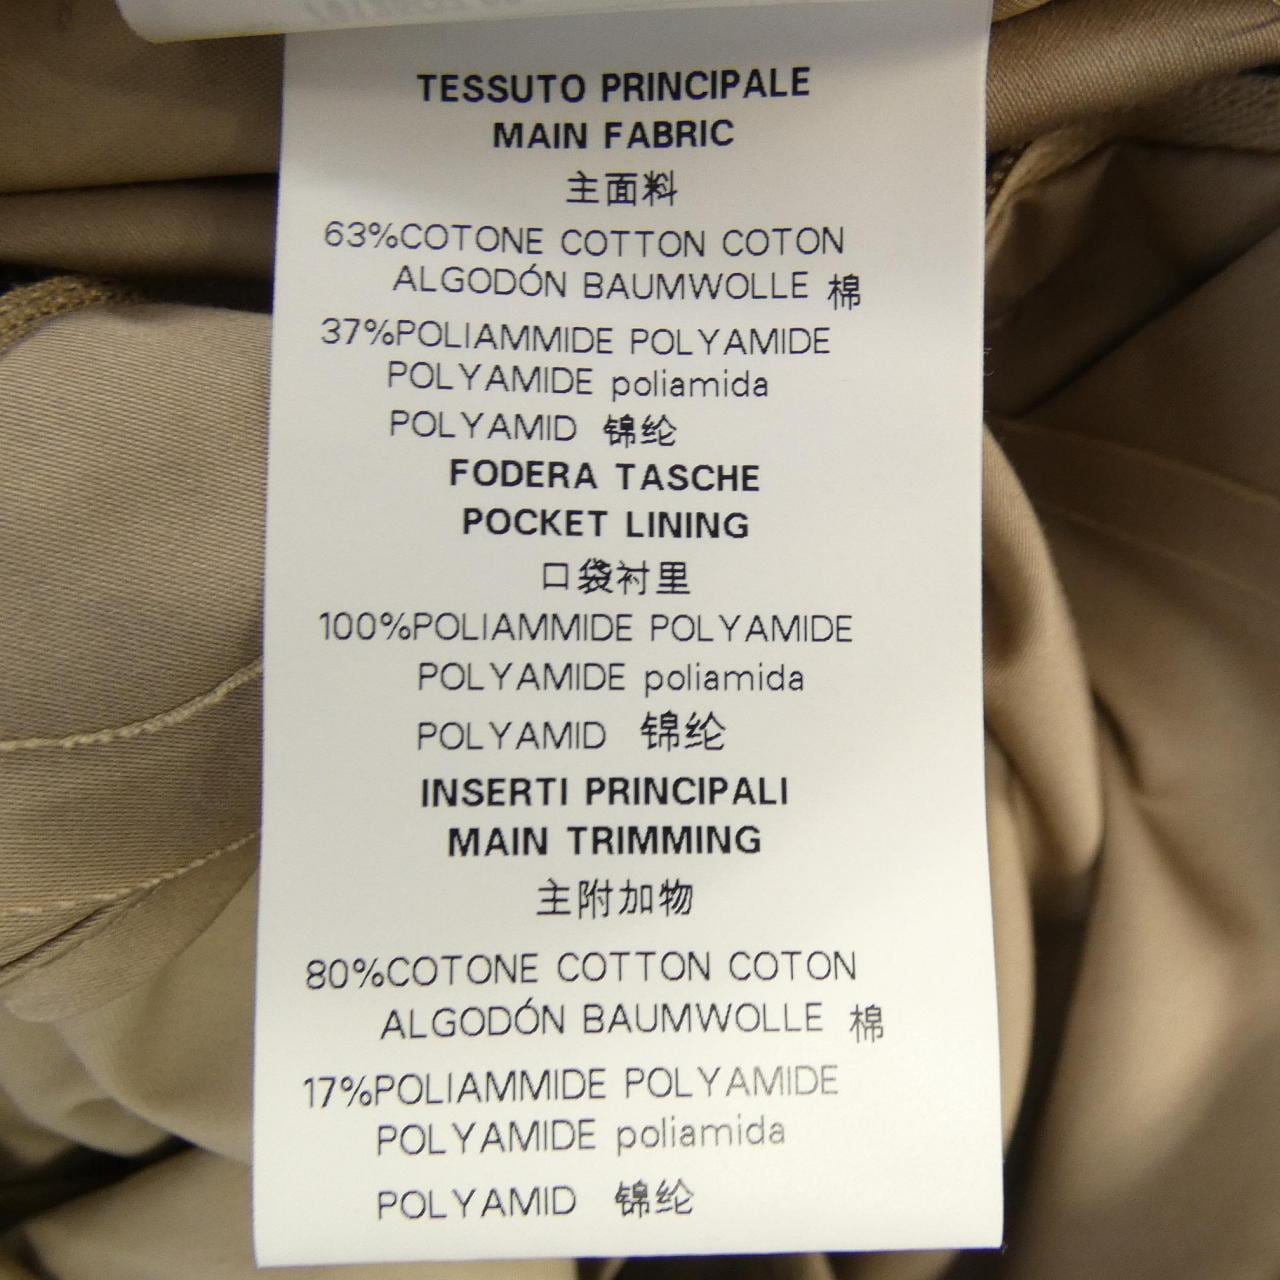 TESSUTO PRINCIPALE
MAIN FABRIC
主面料
63%COTONE COTTON COTON
ALGODÓN BAUMWOLLE 棉
37%POLIAMMIDE POLYAMIDE
POLYAMIDE poliamida
POLYAMID 锦纶
FODERA TASCHE
POCKET LINING
口袋衬里
100%POLIAMMIDE POLYAMIDE
POLYAMIDE poliamida
POLYAMID 锦纶
INSERTI PRINCIPALI
MAIN TRIMMING
主附加物
80%COTONE COTTON COTON
ALGODÓN BAUMWOLLE 棉
17%POLIAMMIDE POLYAMIDE
POLYAMIDE poliamida
POLYAMID 锦纶